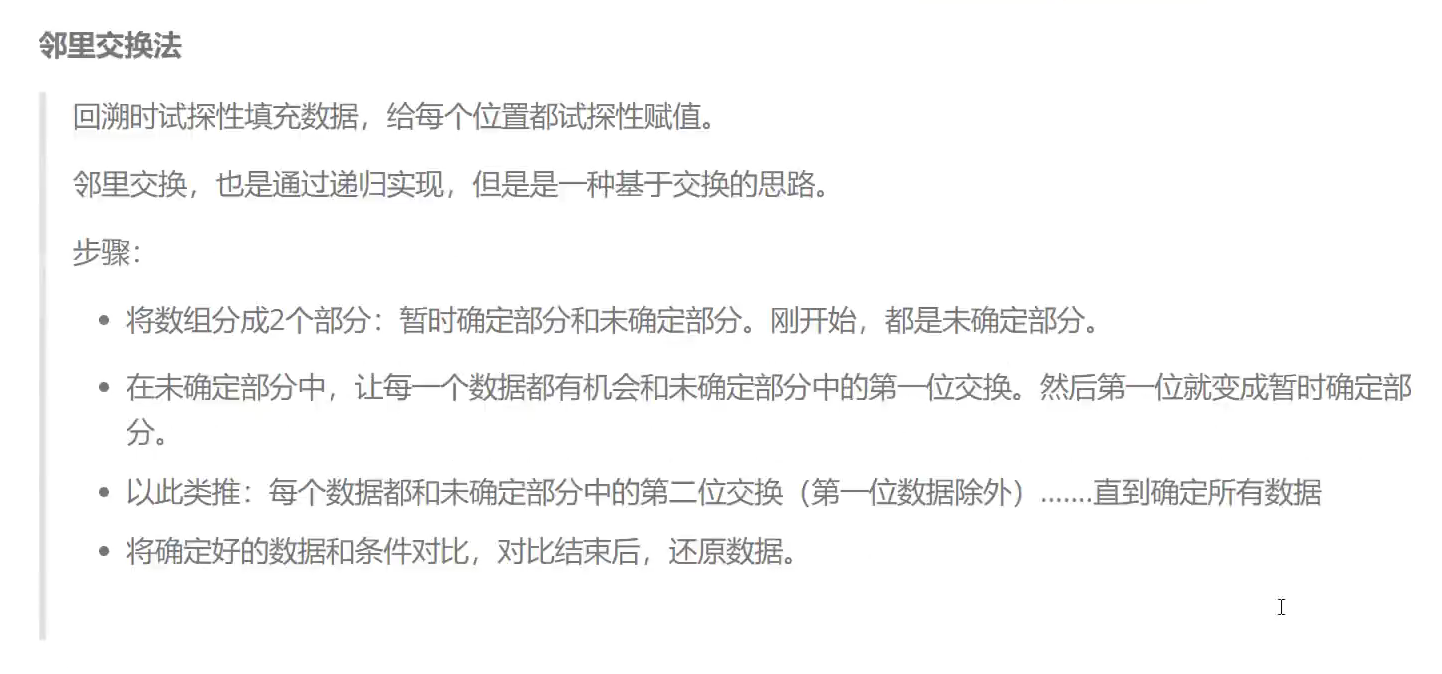 邻里交换法
回溯时试探性填充数据，给每个位置都试探性赋值。
邻里交换，也是通过递归实现，但是是一种基于交换的思路。
步骤：
• 将数组分成2个部分：暂时确定部分和未确定部分。刚开始，都是未确定部分。
• 在未确定部分中，让每一个数据都有机会和未确定部分中的第一位交换。然后第一位就变成暂时确定部
分。
• 以此类推：每个数据都和未确定部分中的第二位交换（第一位数据除外）.......直到确定所有数据
• 将确定好的数据和条件对比，对比结束后，还原数据。